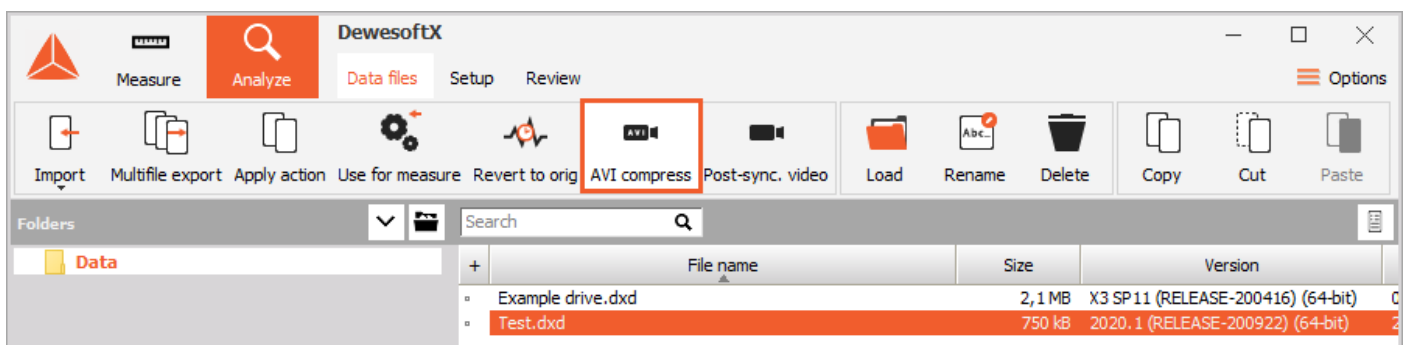 DewesoftX
Measure Analyze Data files Setup Review Options
AVI Abc...
Import Multifile export Apply action Use for measure Revert to orig AVI compress Post-sync. video Load Rename Delete Copy Cut Paste
Folders Search
Data + File name Size Version
Example drive.dxd 2,1 MB X3 SP11 (RELEASE-200416) (64-bit)
Test.dxd 750 kB 2020.1 (RELEASE-200922) (64-bit)